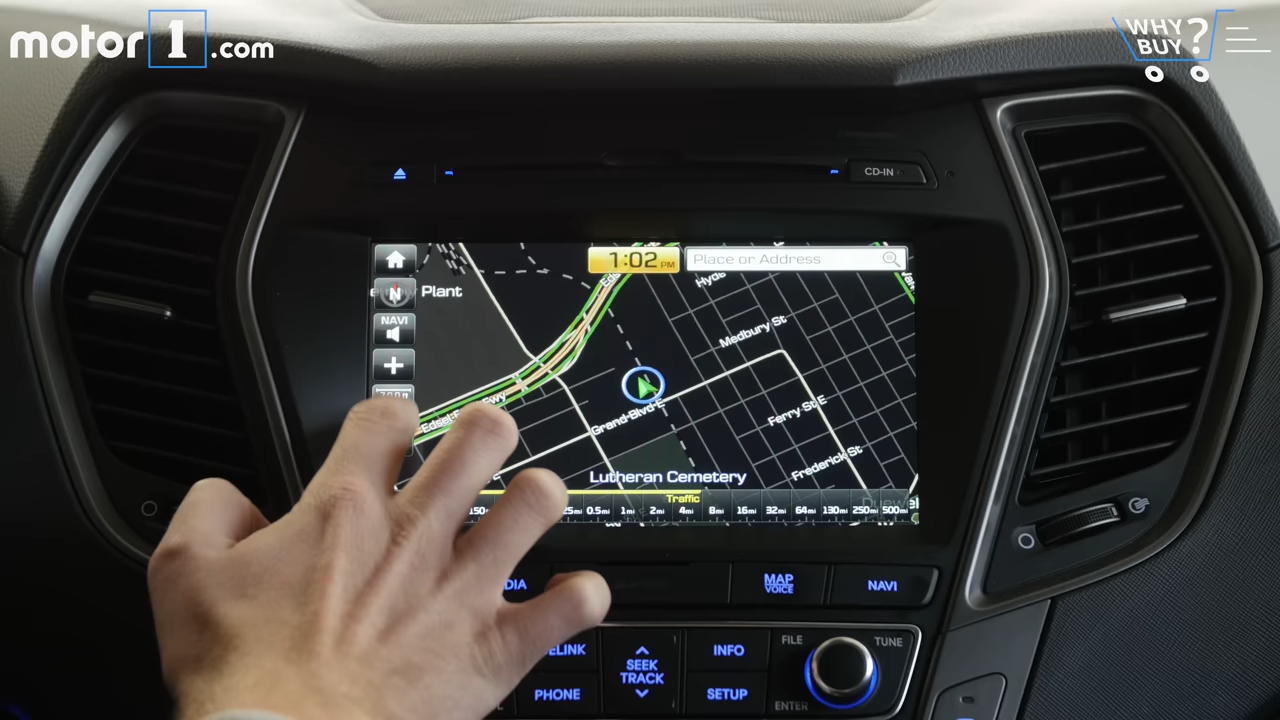 motor1.com
WHY
BUY?
CD-IN
1:02 PM
Place or Address
N
Plant
NAVI
Hyde
Medbury St
Grand Blvd E
Ferry St E
Frederick St
Lutheran Cemetery
Traffic
0.5mi 1mi 2mi 4mi 8mi 16mi 32mi 64mi 130mi 250mi 500mi
MAP
VOICE
NAVI
FILE
TUNE
INFO
SEEK
TRACK
PHONE
SETUP
ENTER